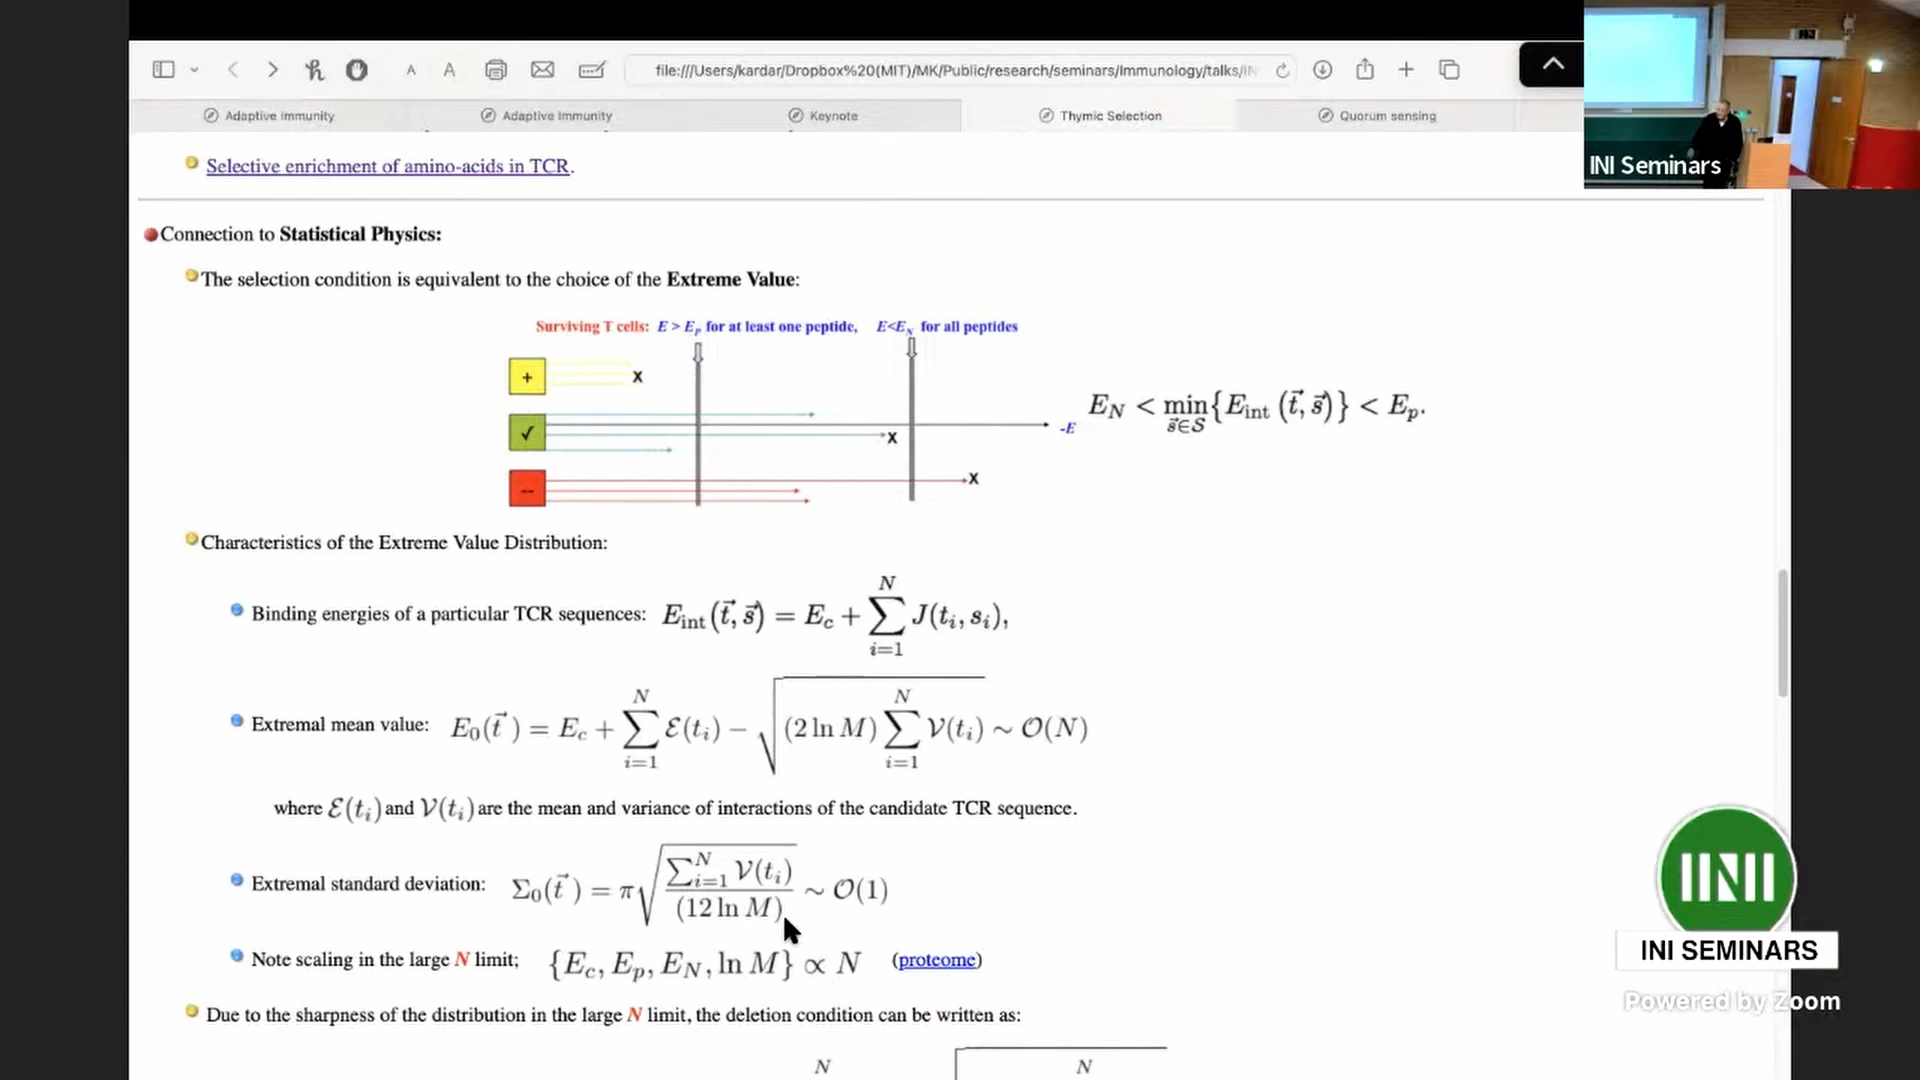 file:///Users/kardar/Dropbox%20(MIT)/MK/Public/research/seminars/Immunology/talks/IN
A A
Adaptive Immunity
Adaptive Immunity
Keynote
Thymic Selection
Quorum sensing
INI Seminars
Selective enrichment of amino-acids in TCR.
Connection to Statistical Physics:
The selection condition is equivalent to the choice of the Extreme Value:
Surviving T cells: E > E_P for at least one peptide, E<E_N for all peptides
+ X
✓ X
-E
– X
E_N < min_{s⃗∈S}{E_int (t⃗, s⃗)} < E_p.
Characteristics of the Extreme Value Distribution:
Binding energies of a particular TCR sequences: E_int(t⃗, s⃗) = E_c + ∑_{i=1}^{N} J(t_i, s_i),
Extremal mean value: E_0(t⃗ ) = E_c + ∑_{i=1}^{N} ℰ(t_i) − √((2 ln M) ∑_{i=1}^{N} 𝒱(t_i)) ∼ 𝒪(N)
where ℰ(t_i) and 𝒱(t_i) are the mean and variance of interactions of the candidate TCR sequence.
Extremal standard deviation: Σ_0(t⃗ ) = π√(∑_{i=1}^{N} 𝒱(t_i) / (12 ln M)) ∼ 𝒪(1)
Note scaling in the large N limit; {E_c, E_p, E_N, ln M} ∝ N (proteome)
Due to the sharpness of the distribution in the large N limit, the deletion condition can be written as:
N N
INI
INI SEMINARS
Powered by Zoom